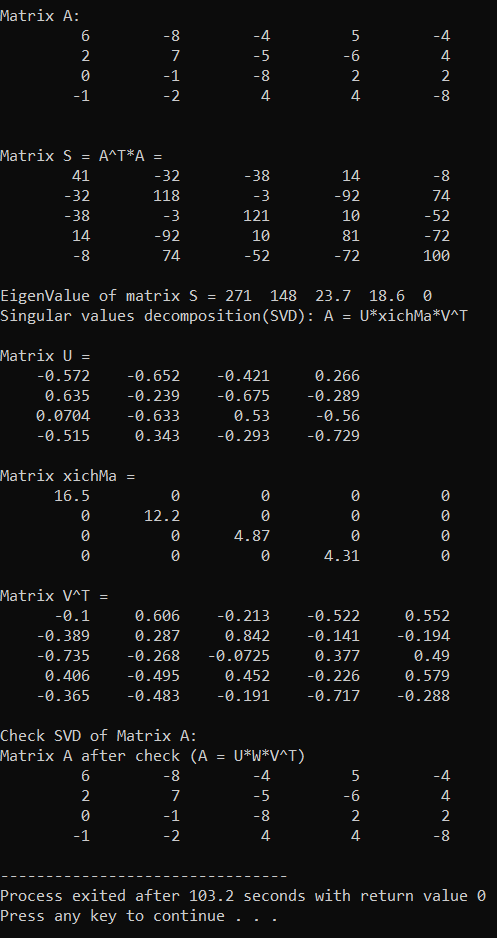 Matrix A:
6 -8 -4 5 -4
2 7 -5 -6 4
0 -1 -8 2 2
-1 -2 4 4 -8
Matrix S = A^T*A =
41 -32 -38 14 -8
-32 118 -3 -92 74
-38 -3 121 10 -52
14 -92 10 81 -72
-8 74 -52 -72 100
EigenValue of matrix S = 271 148 23.7 18.6 0
Singular values decomposition(SVD): A = U*xichMa*V^T
Matrix U =
-0.572 -0.652 -0.421 0.266
0.635 -0.239 -0.675 -0.289
0.0704 -0.633 0.53 -0.56
-0.515 0.343 -0.293 -0.729
Matrix xichMa =
16.5 0 0 0 0
0 12.2 0 0 0
0 0 4.87 0 0
0 0 0 4.31 0
Matrix V^T =
-0.1 0.606 -0.213 -0.522 0.552
-0.389 0.287 0.842 -0.141 -0.194
-0.735 -0.268 -0.0725 0.377 0.49
0.406 -0.495 0.452 -0.226 0.579
-0.365 -0.483 -0.191 -0.717 -0.288
Check SVD of Matrix A:
Matrix A after check (A = U*W*V^T)
6 -8 -4 5 -4
2 7 -5 -6 4
0 -1 -8 2 2
-1 -2 4 4 -8
--------------------------------
Process exited after 103.2 seconds with return value 0
Press any key to continue . . .